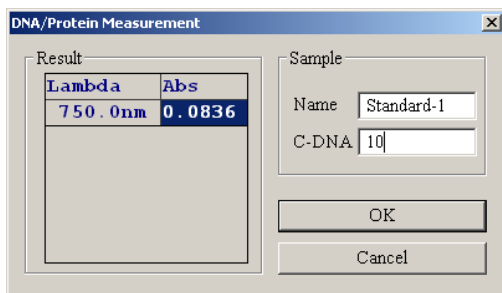 DNA/Protein Measurement
Result
Lambda Abs
750.0nm 0.0836
Sample
Name Standard-1
C-DNA 10
OK
Cancel